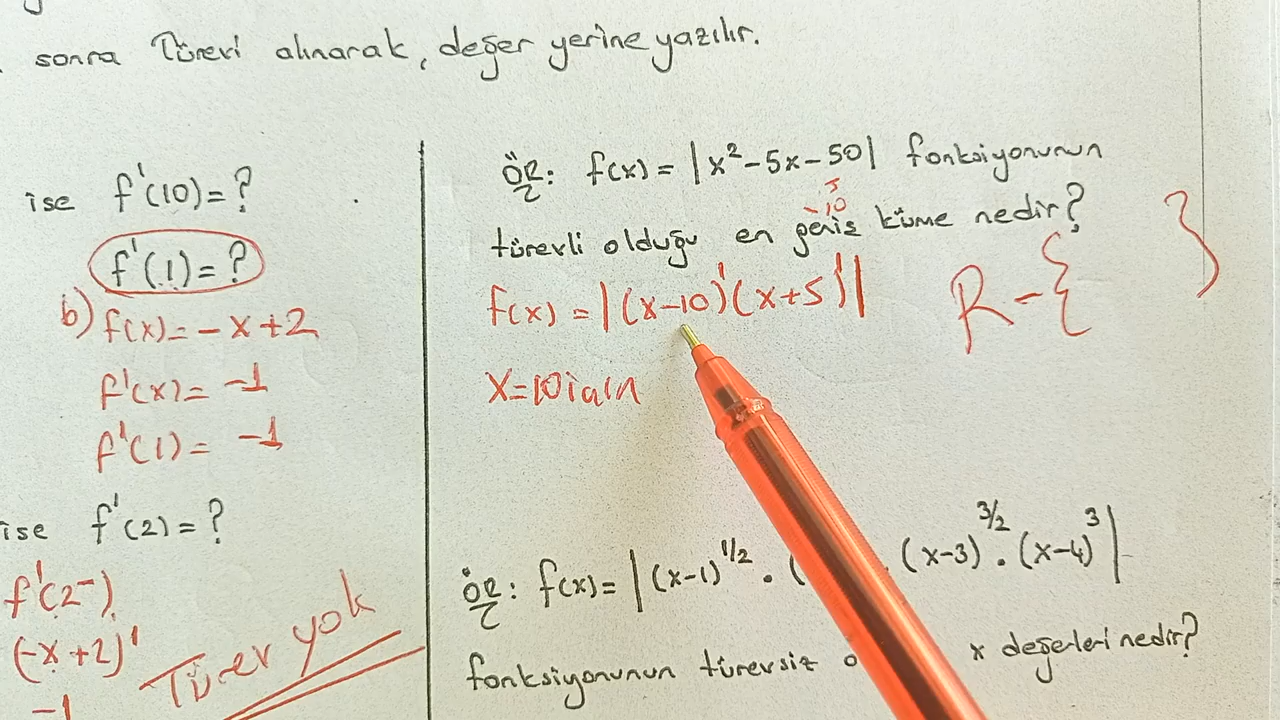 sonra Türevi alınarak, değer yerine yazılır.
ise f'(10)=?
f'(1)=?
b) f(x)=-x+2
f'(x)= -1
f'(1)= -1
ise f'(2)=?
f'(2⁻)
(-x+2)'
-1
Türev yok
ÖR: f(x)=|x²-5x-50| fonksiyonunun
5
-10
türevli olduğu en geniş küme nedir?
f(x)=|(x-10)¹(x+5)¹| R-{ }
X=10 için
ÖR: f(x)=|(x-1)^1/2 . ( . (x-3)^3/2 . (x-4)³|
fonksiyonunun türevsiz x değerleri nedir?